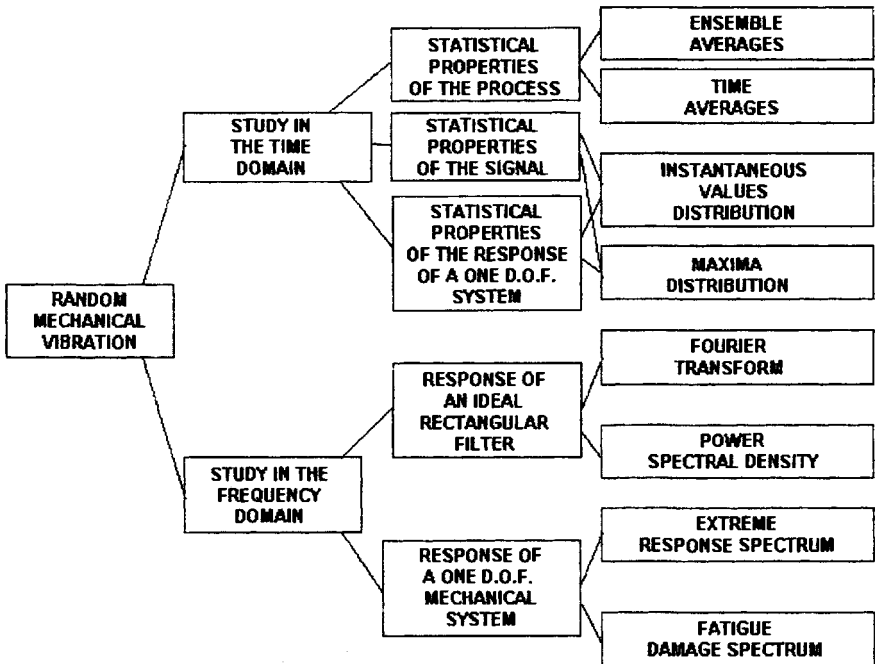 RANDOM
MECHANICAL
VIBRATION
STUDY IN
THE TIME
DOMAIN
STATISTICAL
PROPERTIES
OF THE PROCESS
ENSEMBLE
AVERAGES
TIME
AVERAGES
STATISTICAL
PROPERTIES
OF THE SIGNAL
STATISTICAL
PROPERTIES
OF THE RESPONSE
OF A ONE D.O.F.
SYSTEM
INSTANTANEOUS
VALUES
DISTRIBUTION
MAXIMA
DISTRIBUTION
STUDY IN THE
FREQUENCY
DOMAIN
RESPONSE OF
AN IDEAL
RECTANGULAR
FILTER
FOURIER
TRANSFORM
POWER
SPECTRAL DENSITY
RESPONSE OF
A ONE D.O.F.
MECHANICAL
SYSTEM
EXTREME
RESPONSE SPECTRUM
FATIGUE
DAMAGE SPECTRUM